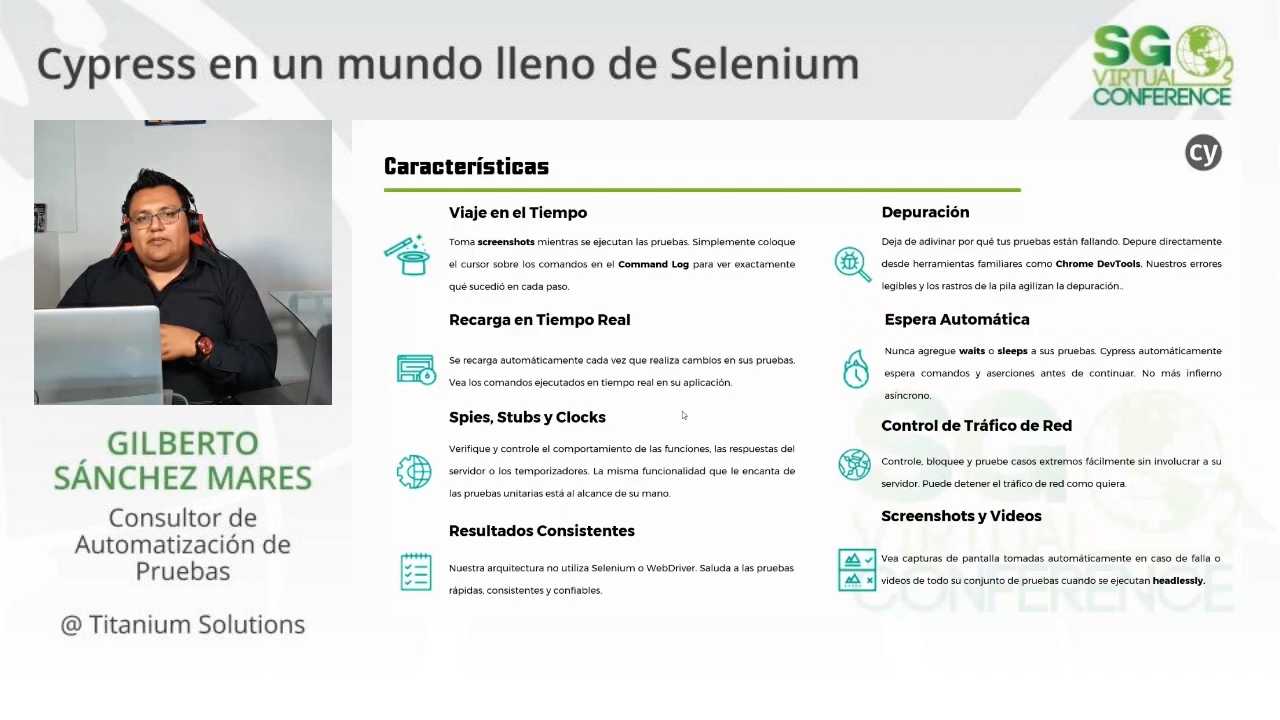 Cypress en un mundo lleno de Selenium
SG
VIRTUAL
CONFERENCE
GILBERTO
SÁNCHEZ MARES
Consultor de
Automatización de
Pruebas
@ Titanium Solutions
cy
Características
Viaje en el Tiempo
Toma screenshots mientras se ejecutan las pruebas. Simplemente coloque
el cursor sobre los comandos en el Command Log para ver exactamente
qué sucedió en cada paso.
Recarga en Tiempo Real
Se recarga automáticamente cada vez que realiza cambios en sus pruebas.
Vea los comandos ejecutados en tiempo real en su aplicación.
Spies, Stubs y Clocks
Verifique y controle el comportamiento de las funciones, las respuestas del
servidor o los temporizadores. La misma funcionalidad que le encanta de
las pruebas unitarias está al alcance de su mano.
Resultados Consistentes
Nuestra arquitectura no utiliza Selenium o WebDriver. Saluda a las pruebas
rápidas, consistentes y confiables.
Depuración
Deja de adivinar por qué tus pruebas están fallando. Depure directamente
desde herramientas familiares como Chrome DevTools. Nuestros errores
legibles y los rastros de la pila agilizan la depuración..
Espera Automática
Nunca agregue waits o sleeps a sus pruebas. Cypress automáticamente
espera comandos y aserciones antes de continuar. No más infierno
asíncrono.
Control de Tráfico de Red
Controle, bloquee y pruebe casos extremos fácilmente sin involucrar a su
servidor. Puede detener el tráfico de red como quiera.
Screenshots y Videos
Vea capturas de pantalla tomadas automáticamente en caso de falla o
videos de todo su conjunto de pruebas cuando se ejecutan headlessly.
SG
VIRTUAL
CONFERENCE